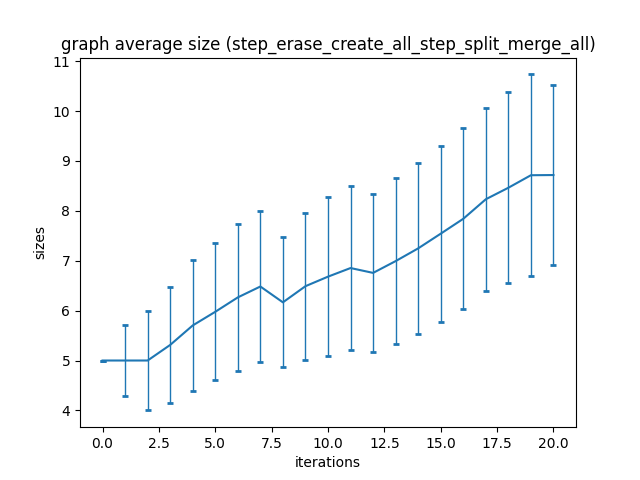 graph average size (step_erase_create_all_step_split_merge_all)
11
10
9
8
7
6
5
4
sizes
0.0 2.5 5.0 7.5 10.0 12.5 15.0 17.5 20.0
iterations